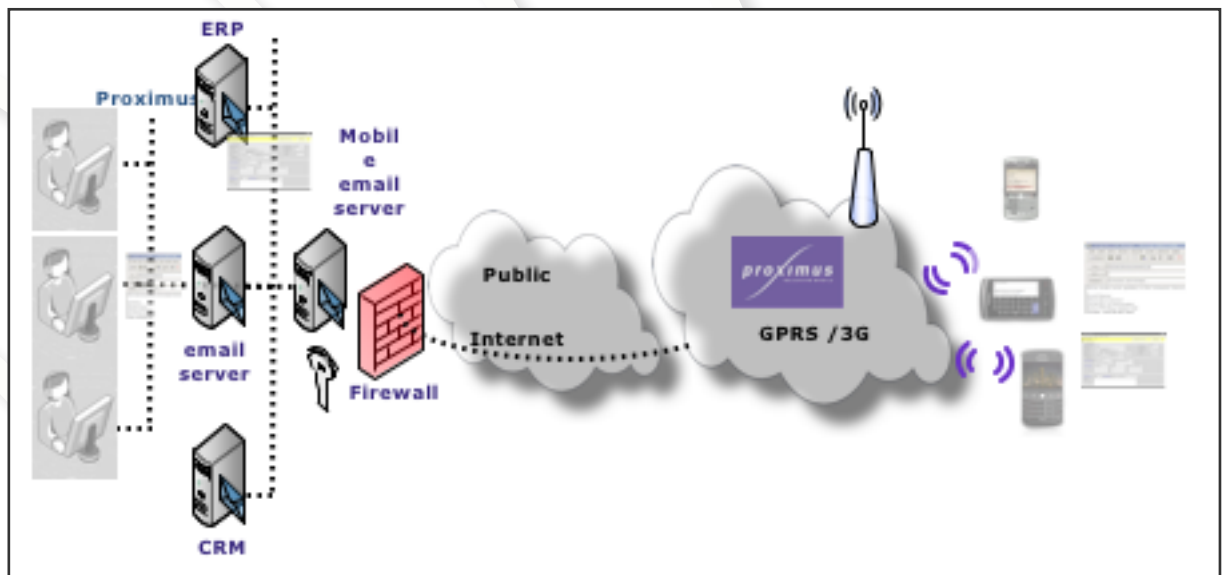 ERP
Proximus
Mobil
e
email
server
Public
proximus
Internet
GPRS /3G
email
server
Firewall
CRM